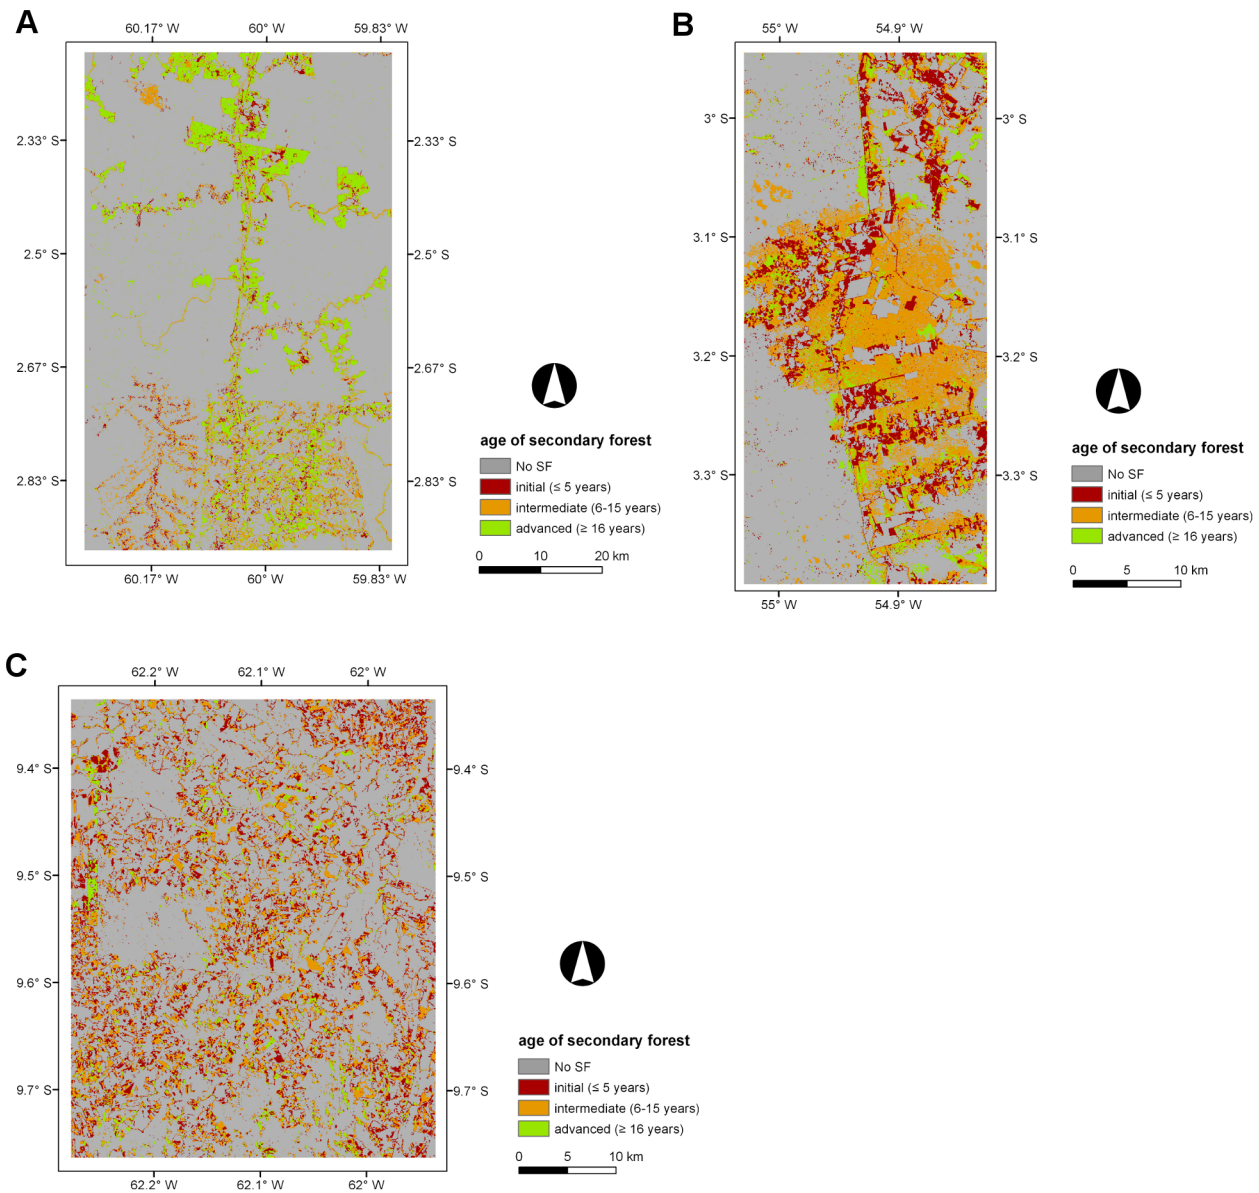 A
60.17° W 60° W 59.83° W
2.33° S 2.33° S
2.5° S 2.5° S
2.67° S 2.67° S
2.83° S 2.83° S
60.17° W 60° W 59.83° W
age of secondary forest
No SF
initial (≤ 5 years)
intermediate (6-15 years)
advanced (≥ 16 years)
0 10 20 km
B
55° W 54.9° W
3° S 3° S
3.1° S 3.1° S
3.2° S 3.2° S
3.3° S 3.3° S
55° W 54.9° W
age of secondary forest
No SF
initial (≤ 5 years)
intermediate (6-15 years)
advanced (≥ 16 years)
0 5 10 km
C
62.2° W 62.1° W 62° W
9.4° S 9.4° S
9.5° S 9.5° S
9.6° S 9.6° S
9.7° S 9.7° S
62.2° W 62.1° W 62° W
age of secondary forest
No SF
initial (≤ 5 years)
intermediate (6-15 years)
advanced (≥ 16 years)
0 5 10 km